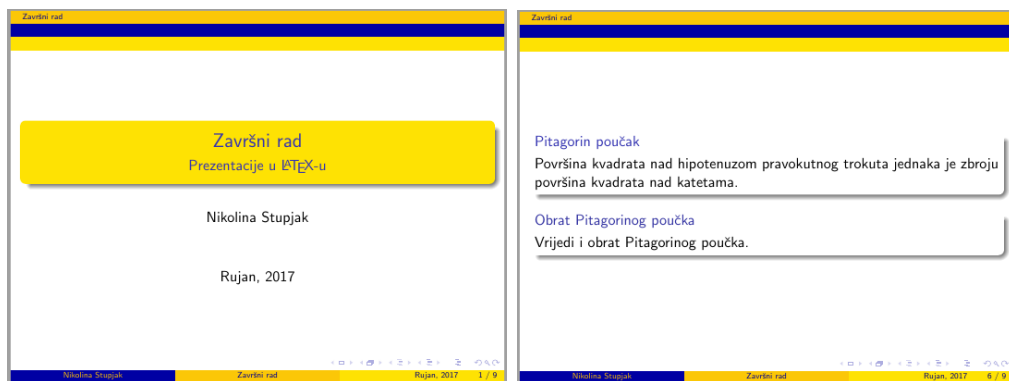 Završni rad
Završni rad
Prezentacije u LATEX-u
Nikolina Stupjak
Rujan, 2017
Nikolina Stupjak Završni rad Rujan, 2017 1 / 9
Završni rad
Pitagorin poučak
Površina kvadrata nad hipotenuzom pravokutnog trokuta jednaka je zbroju
površina kvadrata nad katetama.
Obrat Pitagorinog poučka
Vrijedi i obrat Pitagorinog poučka.
Nikolina Stupjak Završni rad Rujan, 2017 6 / 9